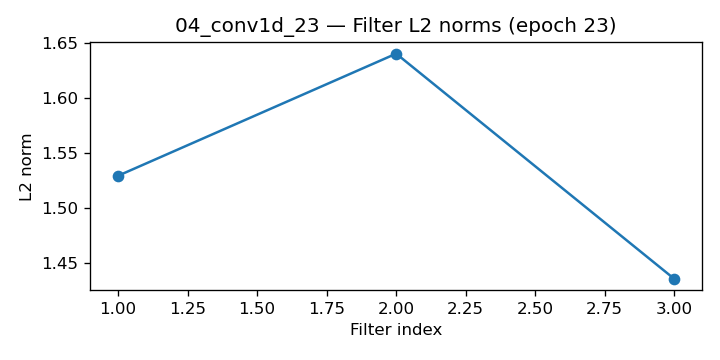 04_conv1d_23 — Filter L2 norms (epoch 23)
L2 norm
1.65
1.60
1.55
1.50
1.45
1.00 1.25 1.50 1.75 2.00 2.25 2.50 2.75 3.00
Filter index